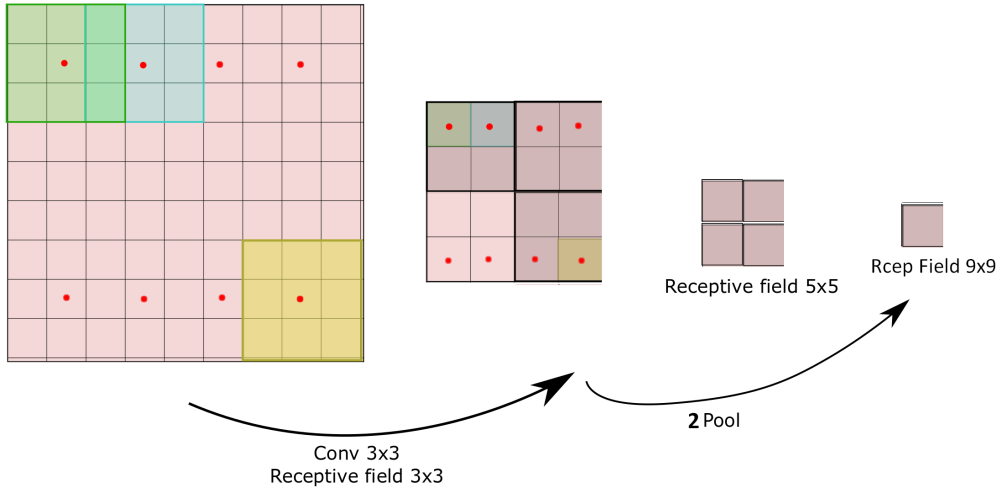 Receptive field 5x5
Rcep Field 9x9
2 Pool
Conv 3x3
Receptive field 3x3